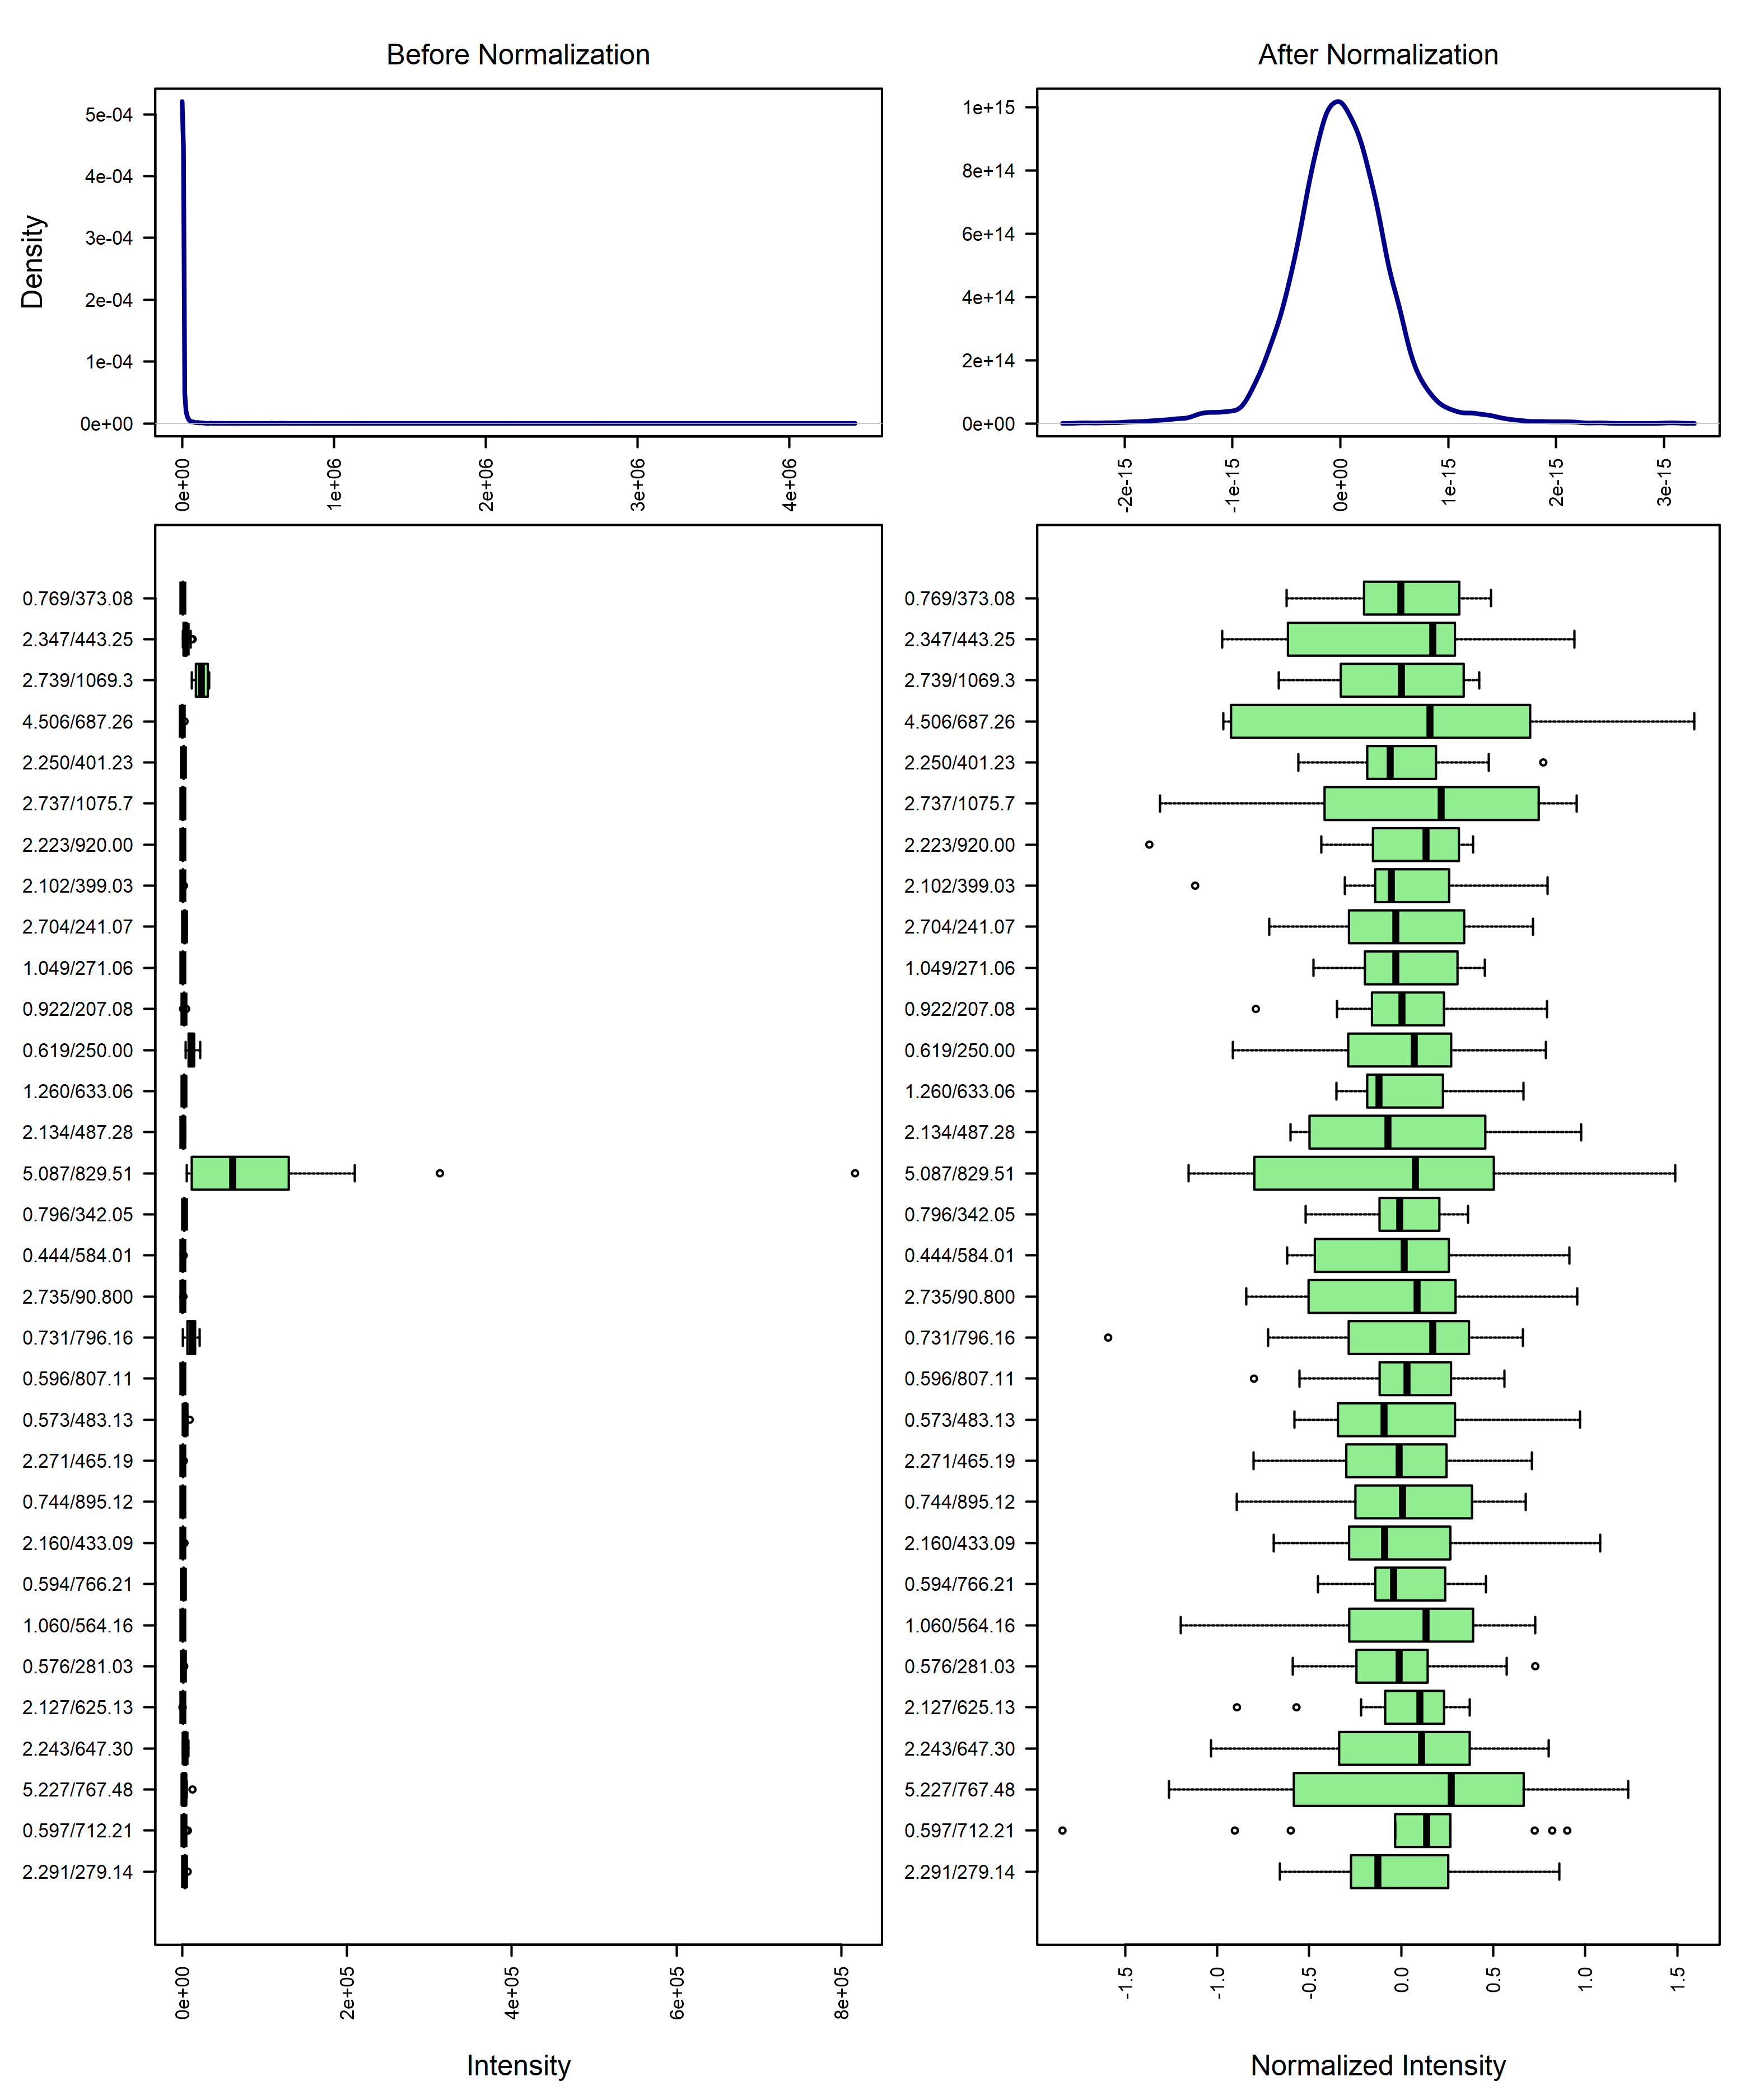 Before Normalization
After Normalization
Density
5e-04
4e-04
3e-04
2e-04
1e-04
0e+00
0e+00
1e+06
2e+06
3e+06
4e+06
1e+15
8e+14
6e+14
4e+14
2e+14
0e+00
-2e-15
-1e-15
0e+00
1e-15
2e-15
3e-15
0.769/373.08
2.347/443.25
2.739/1069.3
4.506/687.26
2.250/401.23
2.737/1075.7
2.223/920.00
2.102/399.03
2.704/241.07
1.049/271.06
0.922/207.08
0.619/250.00
1.260/633.06
2.134/487.28
5.087/829.51
0.796/342.05
0.444/584.01
2.735/90.800
0.731/796.16
0.596/807.11
0.573/483.13
2.271/465.19
0.744/895.12
2.160/433.09
0.594/766.21
1.060/564.16
0.576/281.03
2.127/625.13
2.243/647.30
5.227/767.48
0.597/712.21
2.291/279.14
0e+00
2e+05
4e+05
6e+05
8e+05
Intensity
0.769/373.08
2.347/443.25
2.739/1069.3
4.506/687.26
2.250/401.23
2.737/1075.7
2.223/920.00
2.102/399.03
2.704/241.07
1.049/271.06
0.922/207.08
0.619/250.00
1.260/633.06
2.134/487.28
5.087/829.51
0.796/342.05
0.444/584.01
2.735/90.800
0.731/796.16
0.596/807.11
0.573/483.13
2.271/465.19
0.744/895.12
2.160/433.09
0.594/766.21
1.060/564.16
0.576/281.03
2.127/625.13
2.243/647.30
5.227/767.48
0.597/712.21
2.291/279.14
-1.5
-1.0
-0.5
0.0
0.5
1.0
1.5
Normalized Intensity